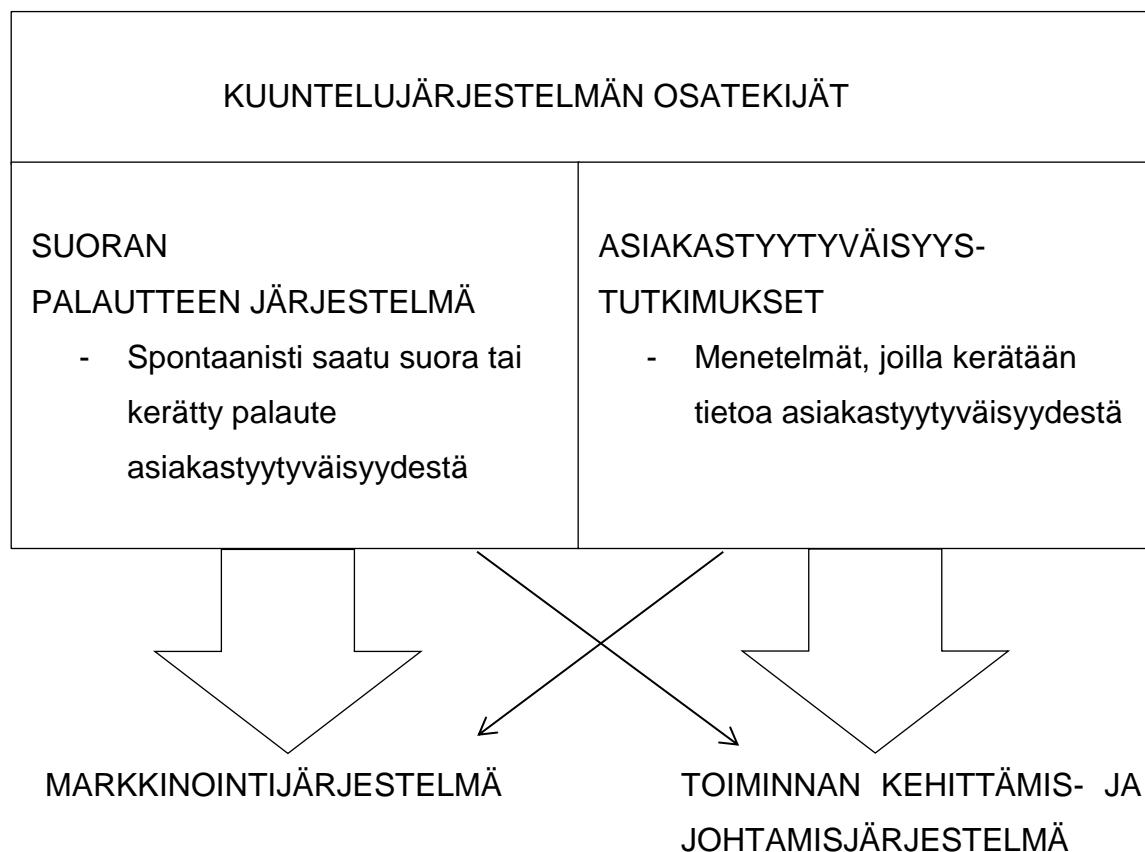 KUUNTELUJÄRJESTELMÄN OSATEKIJÄT
SUORAN
PALAUTTEEN JÄRJESTELMÄ
- Spontaanisti saatu suora tai
kerätty palaute
asiakastyytyväisyydestä
ASIAKASTYYTYVÄISYYS-
TUTKIMUKSET
- Menetelmät, joilla kerätään
tietoa asiakastyytyväisyydestä
MARKKINOINTIJÄRJESTELMÄ
TOIMINNAN KEHITTÄMIS- JA
JOHTAMISJÄRJESTELMÄ